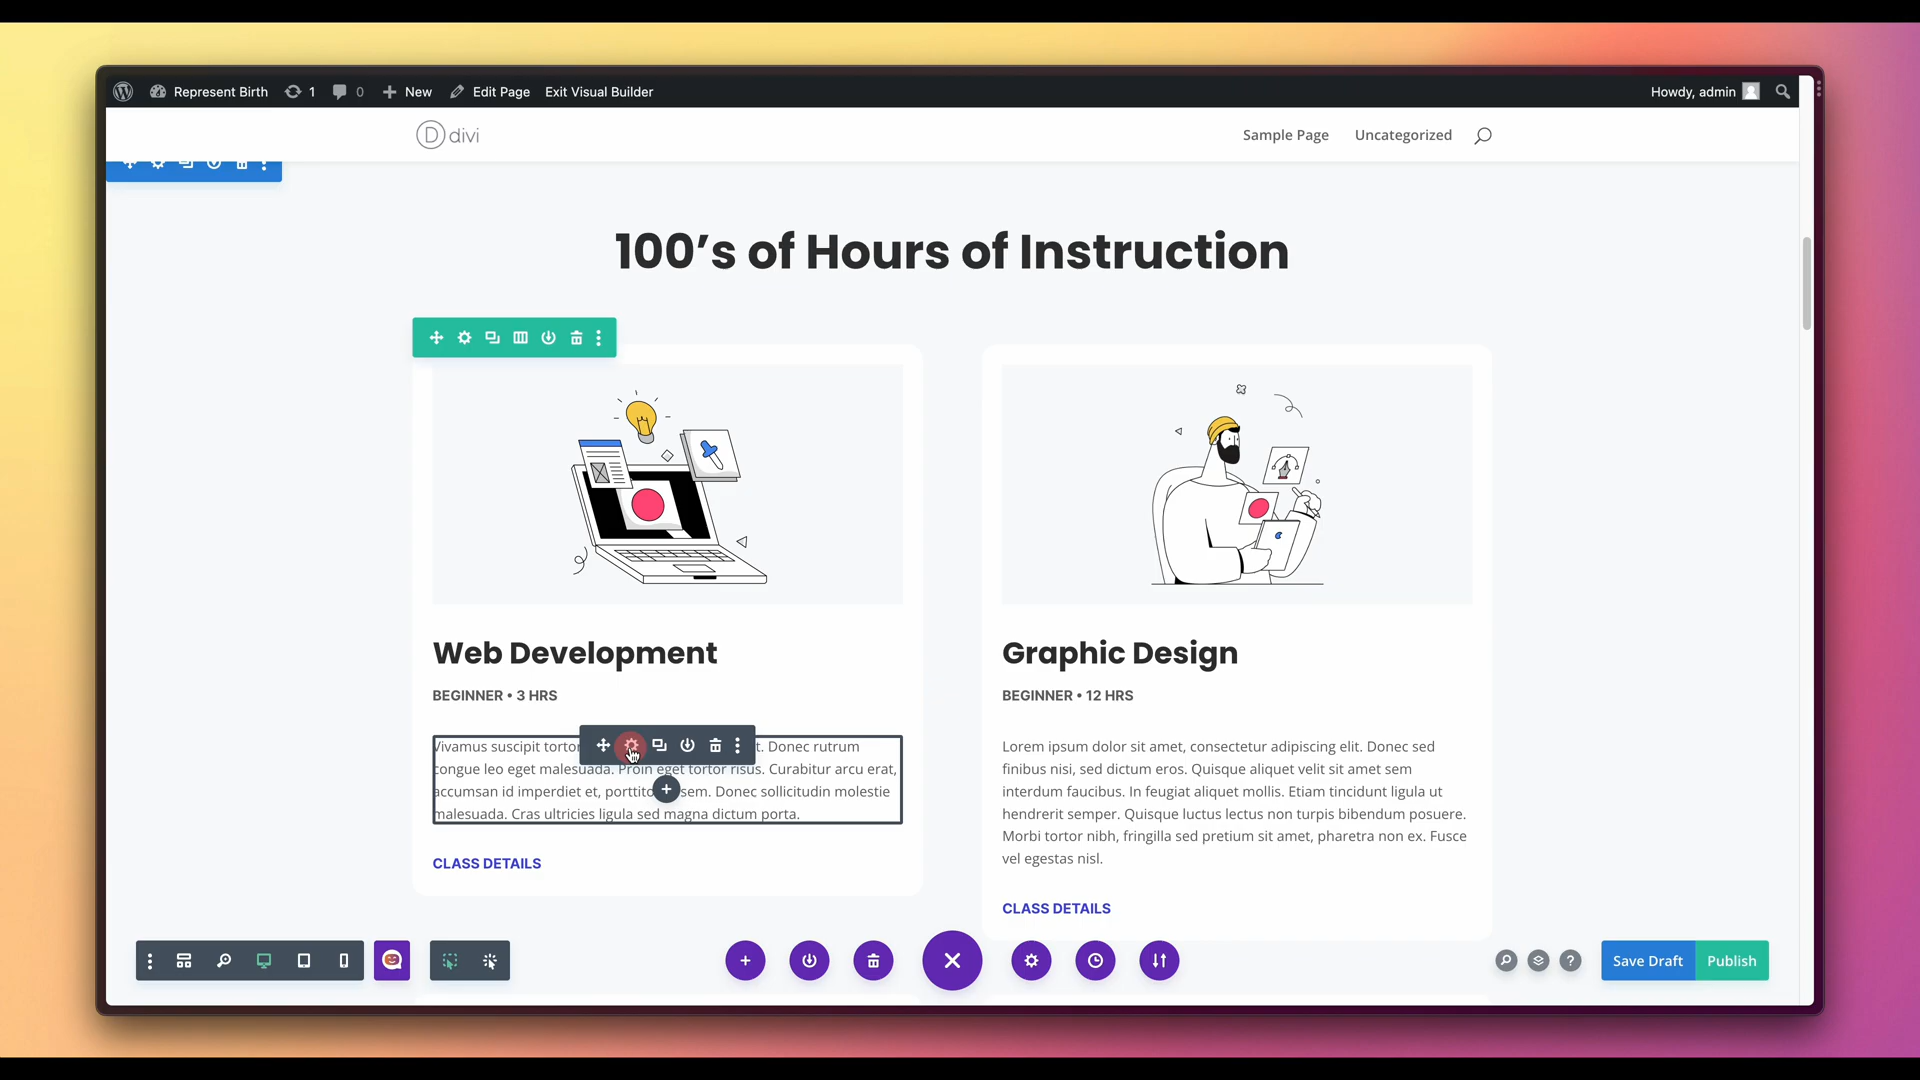 Represent Birth 1 0 New Edit Page Exit Visual Builder Howdy, admin
D divi Sample Page Uncategorized
100’s of Hours of Instruction
Web Development
BEGINNER • 3 HRS
Vivamus suscipit tortor t. Donec rutrum
congue leo eget malesuada. Proin eget tortor risus. Curabitur arcu erat,
accumsan id imperdiet et, porttito sem. Donec sollicitudin molestie
malesuada. Cras ultricies ligula sed magna dictum porta.
CLASS DETAILS
Graphic Design
BEGINNER • 12 HRS
Lorem ipsum dolor sit amet, consectetur adipiscing elit. Donec sed
finibus nisi, sed dictum eros. Quisque aliquet velit sit amet sem
interdum faucibus. In feugiat aliquet mollis. Etiam tincidunt ligula ut
hendrerit semper. Quisque luctus lectus non turpis bibendum posuere.
Morbi tortor nibh, fringilla sed pretium sit amet, pharetra non ex. Fusce
vel egestas nisl.
CLASS DETAILS
Save Draft Publish